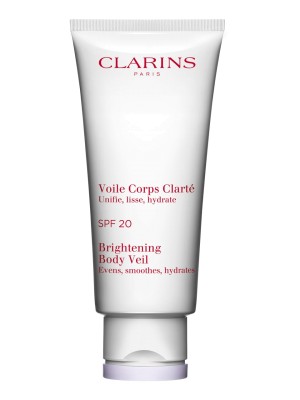 CLARINS
PARIS
Voile Corps Clarté
Unifie, lisse, hydrate
SPF 20
Brightening
Body Veil
Evens, smoothes, hydrates